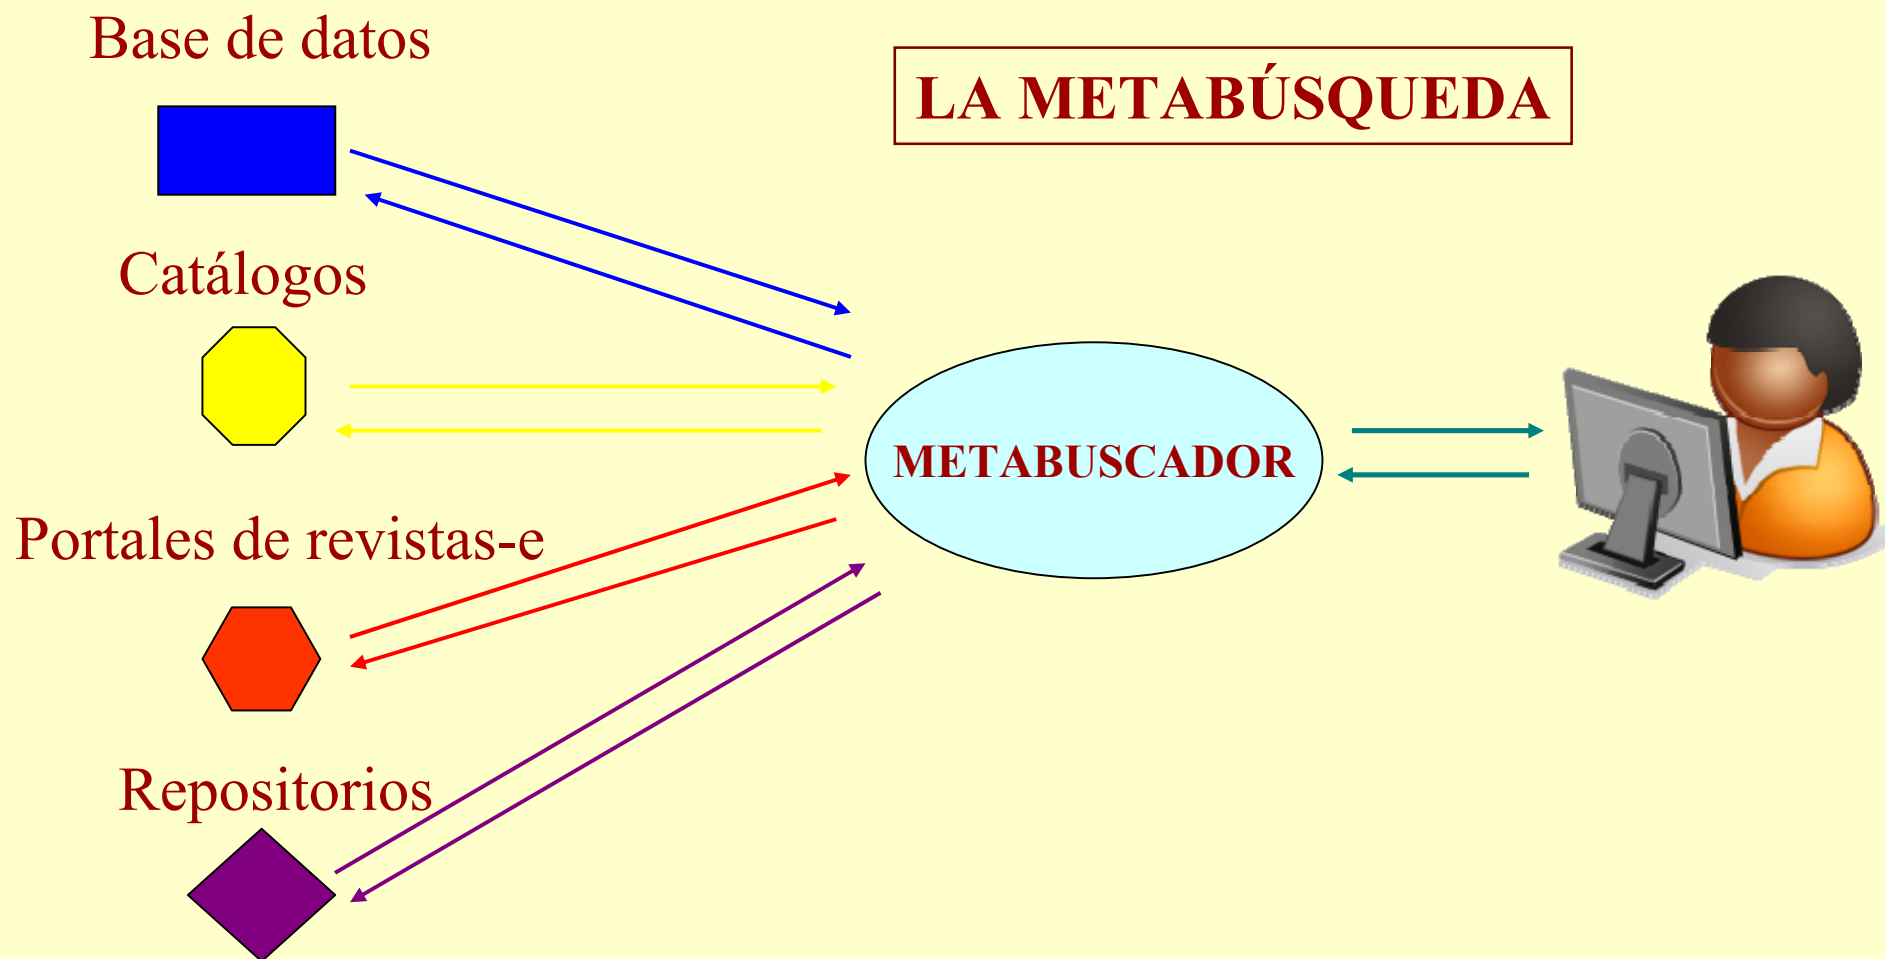 Base de datos
LA METABÚSQUEDA
Catálogos
METABUSCADOR
Portales de revistas-e
Repositorios